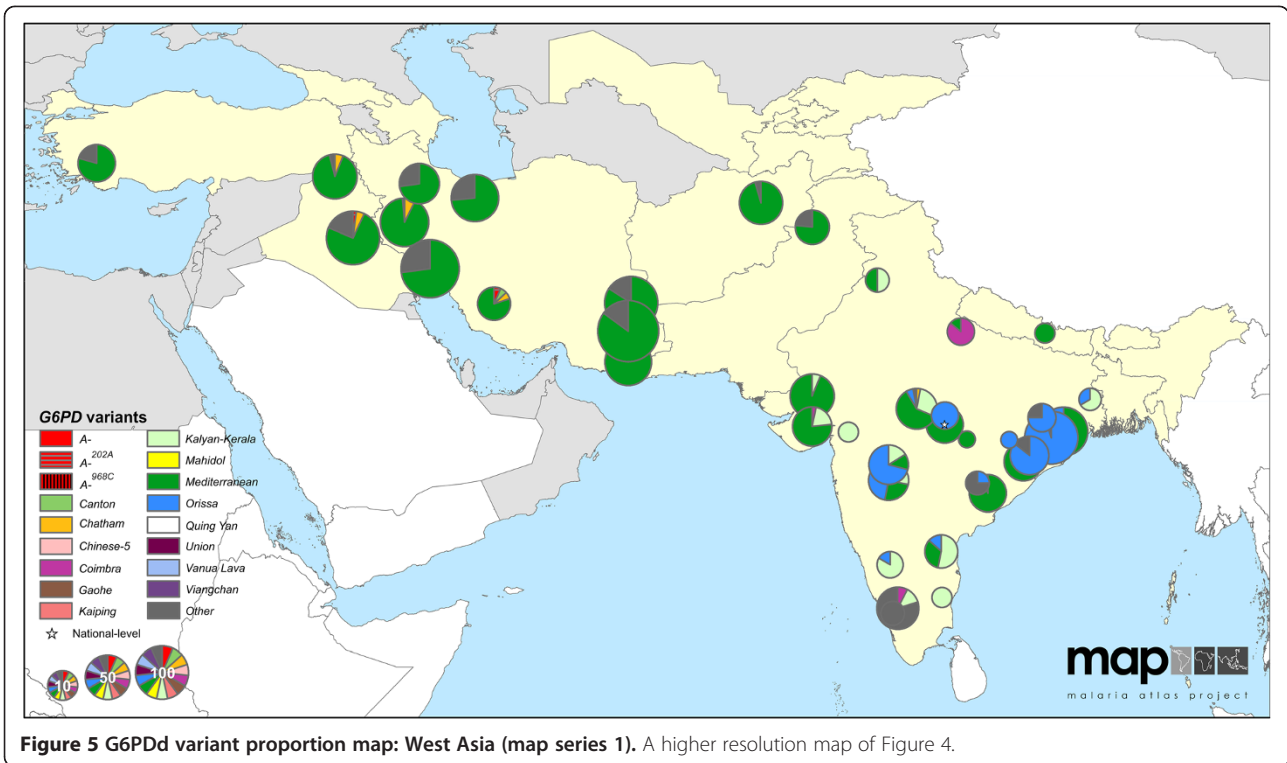 G6PD variants
A-
A-202A
A-968C
Canton
Chatham
Chinese-5
Coimbra
Gaohe
Kaiping
Kalyan-Kerala
Mahidol
Mediterranean
Orissa
Quing Yan
Union
Vanua Lava
Viangchan
Other
National-level
10
50
100
map
malaria atlas project
Figure 5 G6PDd variant proportion map: West Asia (map series 1). A higher resolution map of Figure 4.